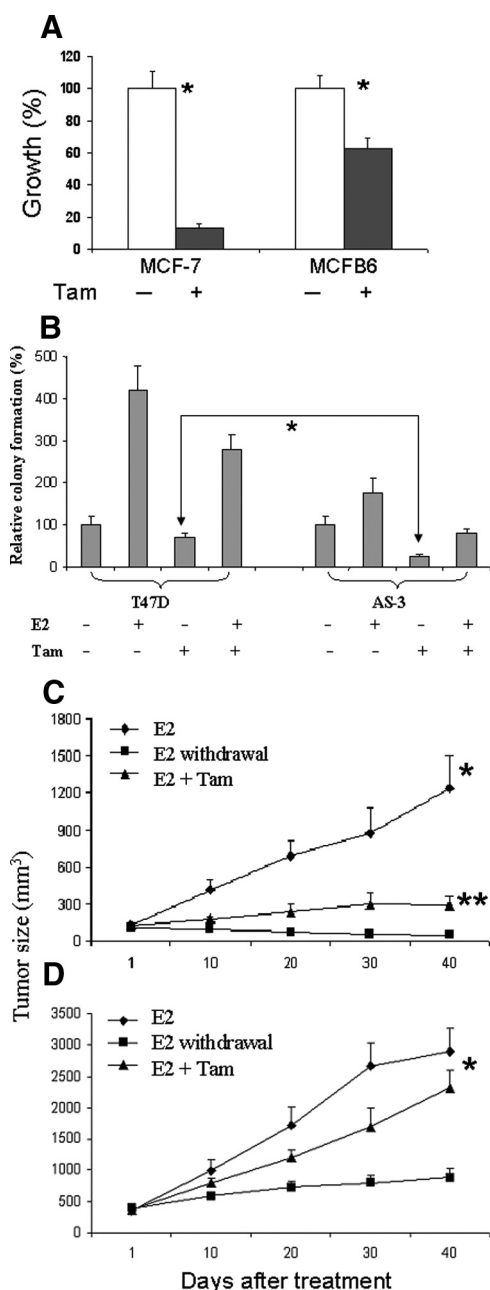 A
Growth (%)
120
100
80
60
40
20
0
*
*
MCF-7 MCFB6
Tam — + — +
B
Relative colony formation (%)
500
400
300
200
100
0
*
T47D AS-3
E2 - + - + - + - +
Tam - - + + - - + +
C
Tumor size (mm³)
1800
1500
1200
900
600
300
0
E2
E2 withdrawal
E2 + Tam
*
**
1 10 20 30 40
D
3500
3000
2500
2000
1500
1000
500
0
E2
E2 withdrawal
E2 + Tam
*
1 10 20 30 40
Days after treatment